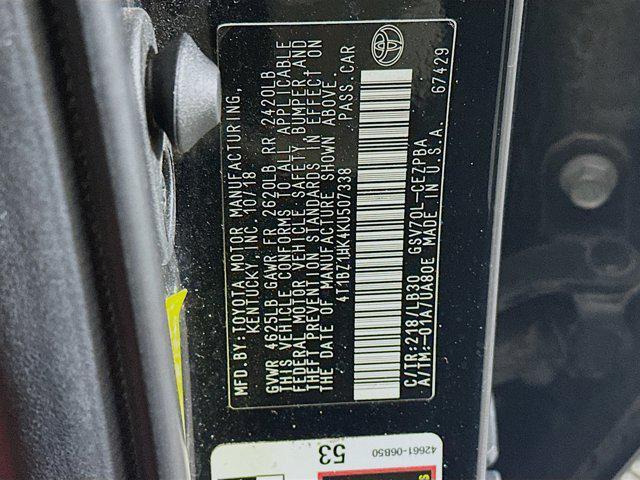 MFD.BY:TOYOTA MOTOR MANUFACTURING,
KENTUCKY, INC.10/18
GVWR 4625LB GAWR FR 2620LB RR 2420LB
THIS VEHICLE CONFORMS TO ALL APPLICABLE
FEDERAL MOTOR VEHICLE SAFETY, BUMPER,AND
THEFT PREVENTION STANDARDS IN EFFECT ON
THE DATE OF MANUFACTURE SHOWN ABOVE.
4T1DZ1HK4KU507338 PASS.CAR
C/TR:218/LB30 GSV70L-CEZPBA
A/TM:-01A/UA80E MADE IN U.S.A. 67429
42661-06B50
53